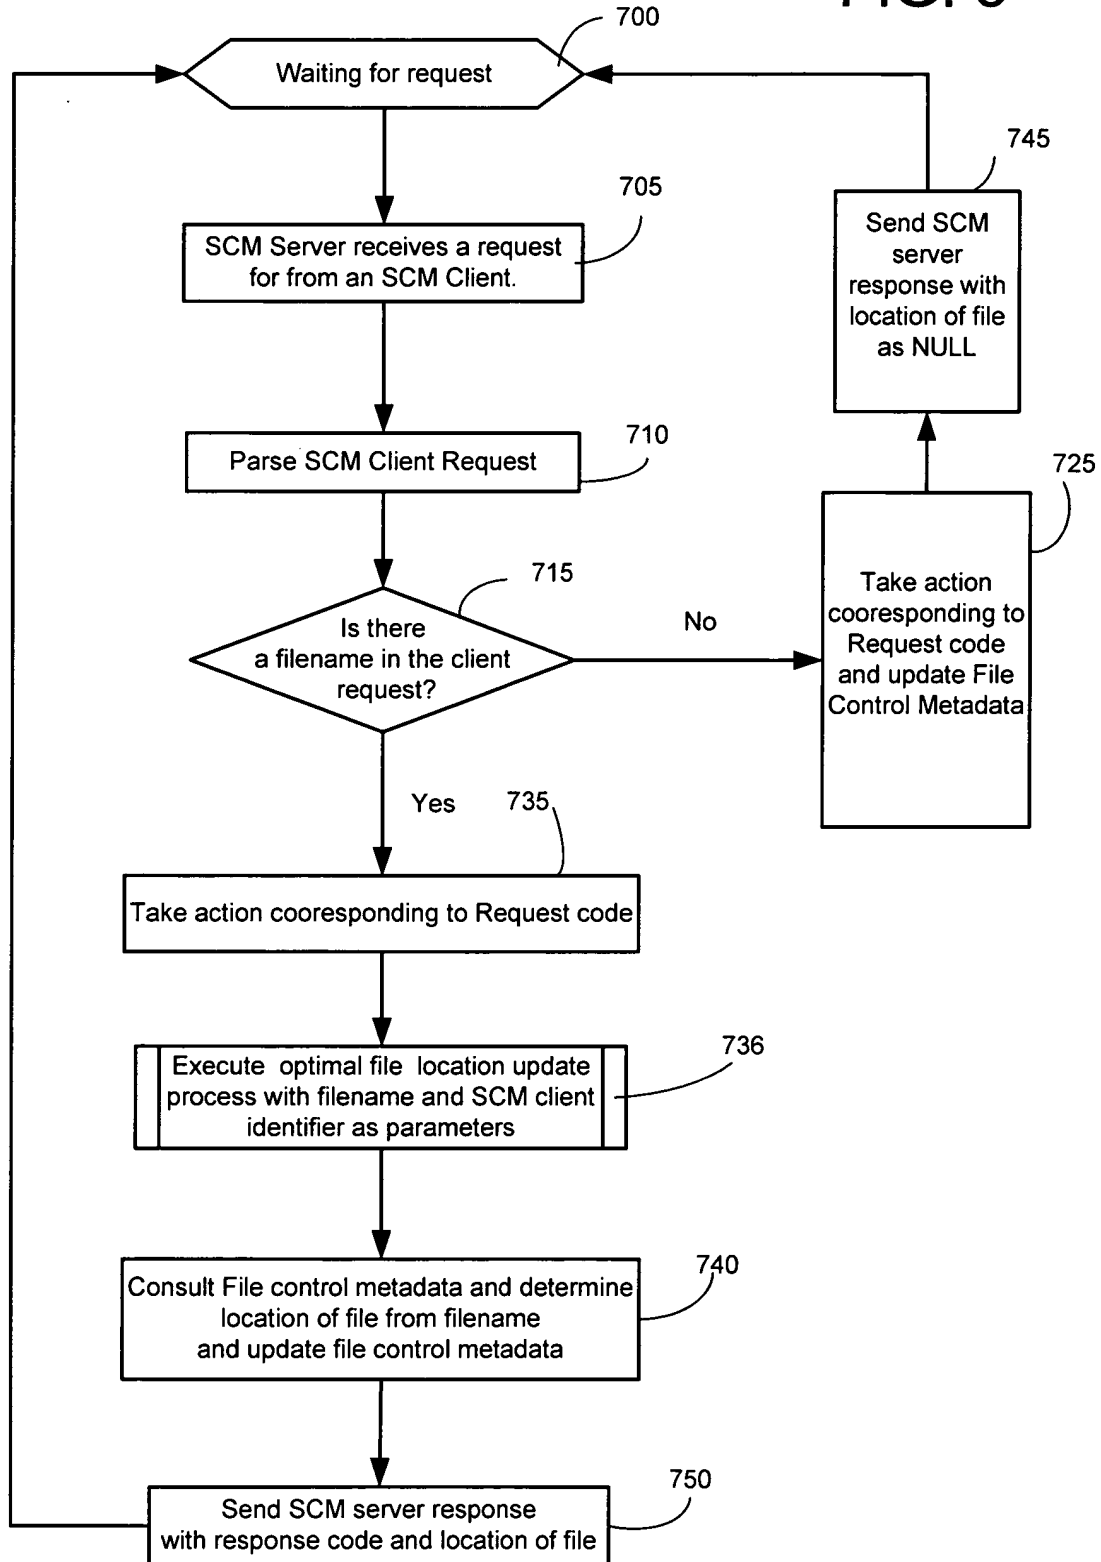 700
Waiting for request
745
705
Send SCM
server
response with
location of file
as NULL
SCM Server receives a request
for from an SCM Client.
710
Parse SCM Client Request
725
715
No
Take action
cooresponding to
Request code
and update File
Control Metadata
Is there
a filename in the client
request?
Yes
735
Take action cooresponding to Request code
736
Execute optimal file location update
process with filename and SCM client
identifier as parameters
740
Consult File control metadata and determine
location of file from filename
and update file control metadata
750
Send SCM server response
with response code and location of file